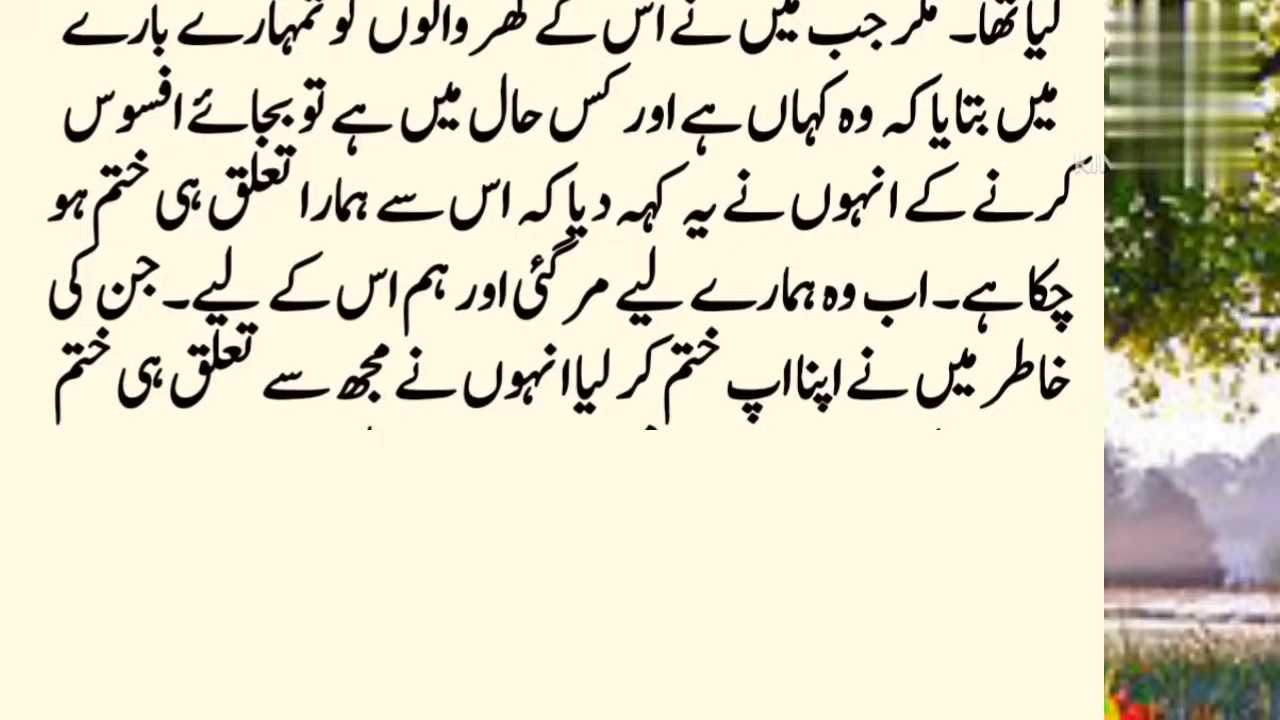 لیا تھا۔ مگر جب میں نے اس کے گھر والوں کو تمہارے بارے
میں بتایا کہ وہ کہاں ہے اور کس حال میں ہے تو بجائے افسوس
کرنے کے انہوں نے یہ کہہ دیا کہ اس سے ہمارا تعلق ہی ختم ہو
چکا ہے۔ اب وہ ہمارے لیے مر گئی اور ہم اس کے لیے۔ جن کی
خاطر میں نے اپنا اپ ختم کر لیا انہوں نے مجھ سے تعلق ہی ختم